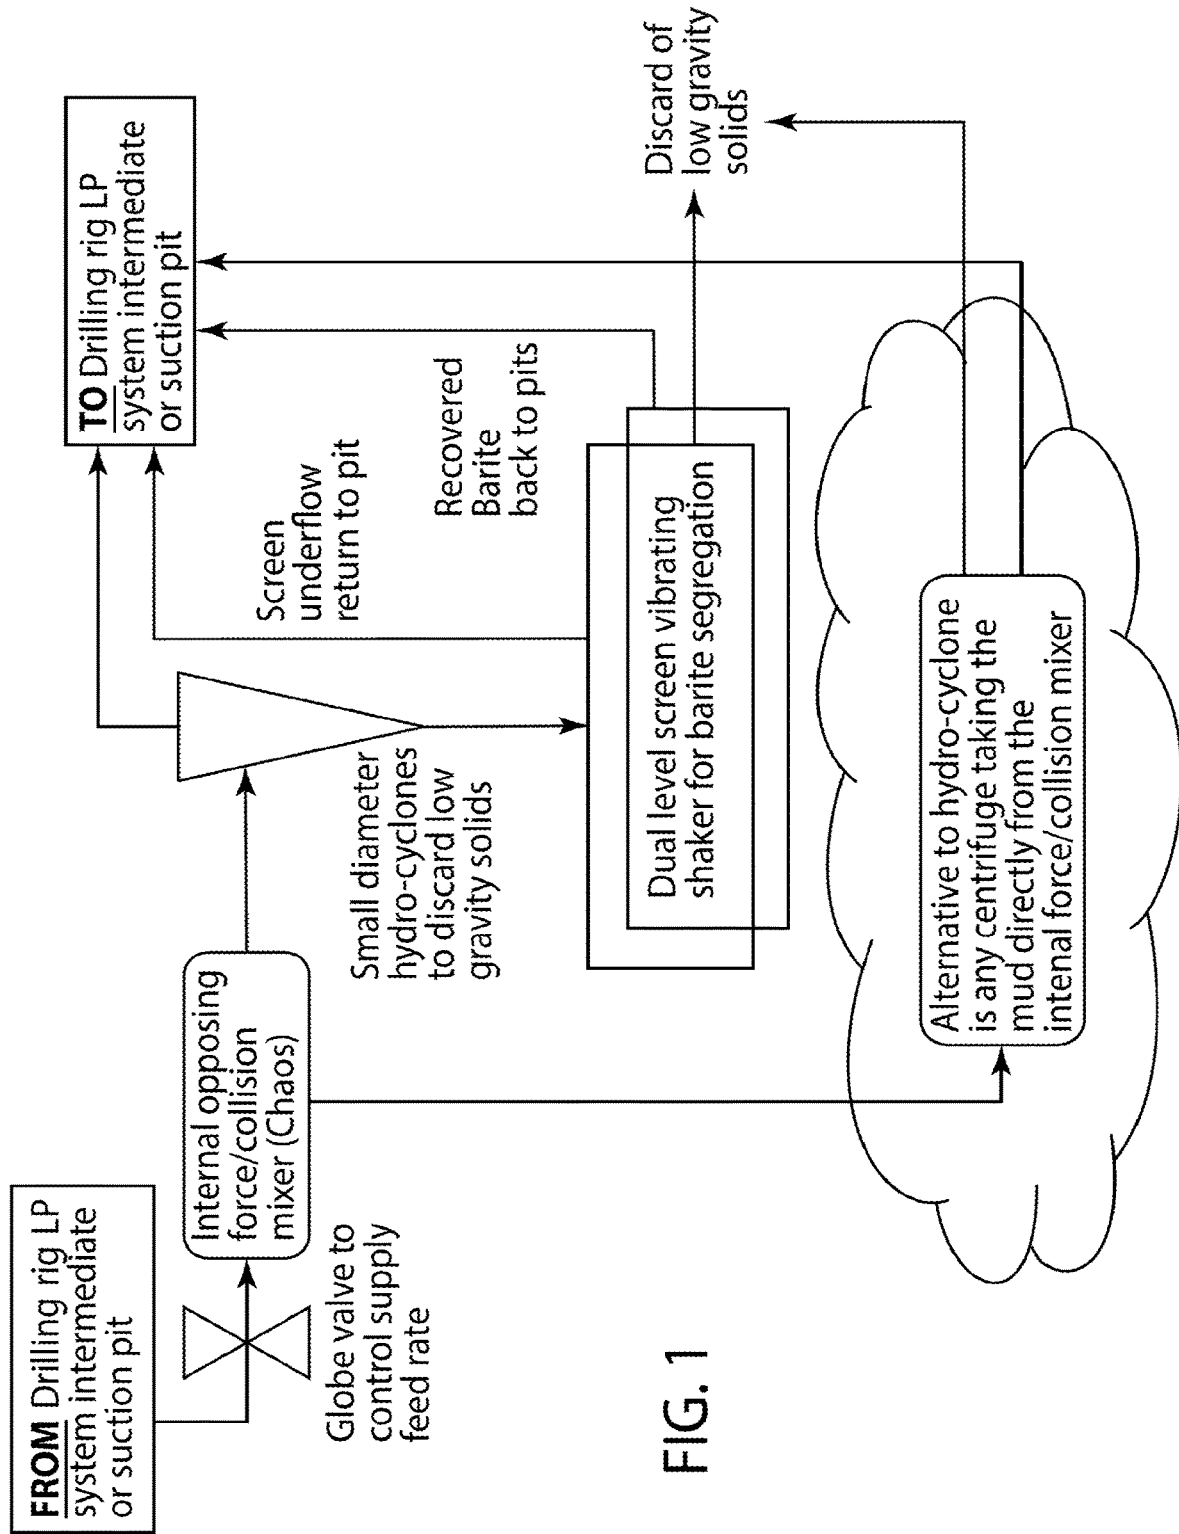 FROM Drilling rig LP
system intermediate
or suction pit
Globe valve to
control supply
feed rate
Internal opposing
force/collision
mixer (Chaos)
Small diameter
hydro-cyclones
to discard low
gravity solids
TO Drilling rig LP
system intermediate
or suction pit
Screen
underflow
return to pit
Recovered
Barite
back to pits
Dual level screen vibrating
shaker for barite segregation
Discard of
low gravity
solids
Alternative to hydro-cyclone
is any centrifuge taking the
mud directly from the
intenal force/collision mixer
FIG. 1